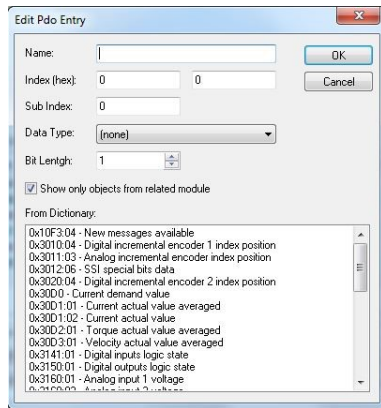 Edit Pdo Entry
Name:
OK
Index (hex): 0 0
Cancel
Sub Index: 0
Data Type: (none)
Bit Lentgh: 1
Show only objects from related module
From Dictionary:
0x10F3:04 - New messages available
0x3010:04 - Digital incremental encoder 1 index position
0x3011:03 - Analog incremental encoder index position
0x3012:06 - SSI special bits data
0x3020:04 - Digital incremental encoder 2 index position
0x30D0 - Current demand value
0x30D1:01 - Current actual value averaged
0x30D1:02 - Current actual value
0x30D2:01 - Torque actual value averaged
0x30D3:01 - Velocity actual value averaged
0x3141:01 - Digital inputs logic state
0x3150:01 - Digital outputs logic state
0x3160:01 - Analog input 1 voltage